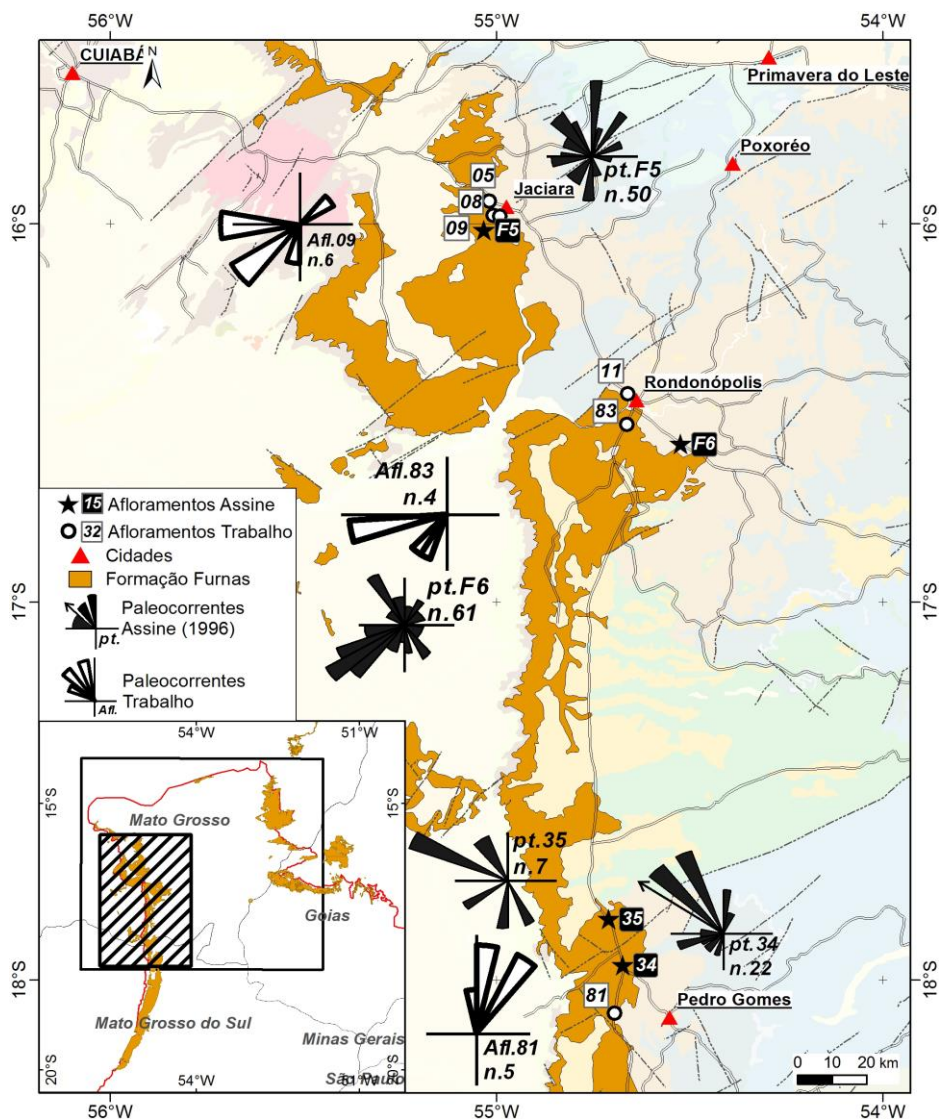 56°W
55°W
54°W
CUIABÁ
N
Primavera do Leste
Poxoréo
pt.F5
n.50
05
08
Jaciara
09
F5
16°S
16°S
Afl.09
n.6
11
Rondonópolis
83
F6
Afl.83
n.4
15 Afloramentos Assine
32 Afloramentos Trabalho
Cidades
Formação Furnas
Paleocorrentes
Assine (1996)
pt.
Paleocorrentes
Trabalho
Afl.
pt.F6
n.61
17°S
17°S
54°W
51°W
15°S
15°S
Mato Grosso
Goias
Mato Grosso do Sul
Minas Gerais
São Paulo
20°S
20°S
54°W
51°W
pt.35
n.7
35
pt.34
n.22
34
18°S
18°S
81
Pedro Gomes
Afl.81
n.5
0 10 20 km
56°W
55°W
54°W